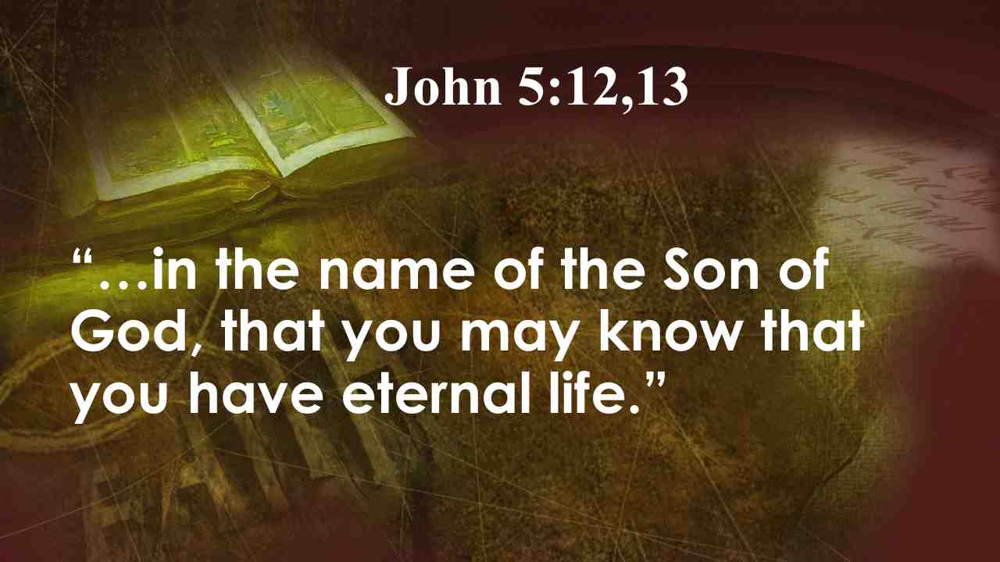 John 5:12,13
“…in the name of the Son of
God, that you may know that
you have eternal life.”